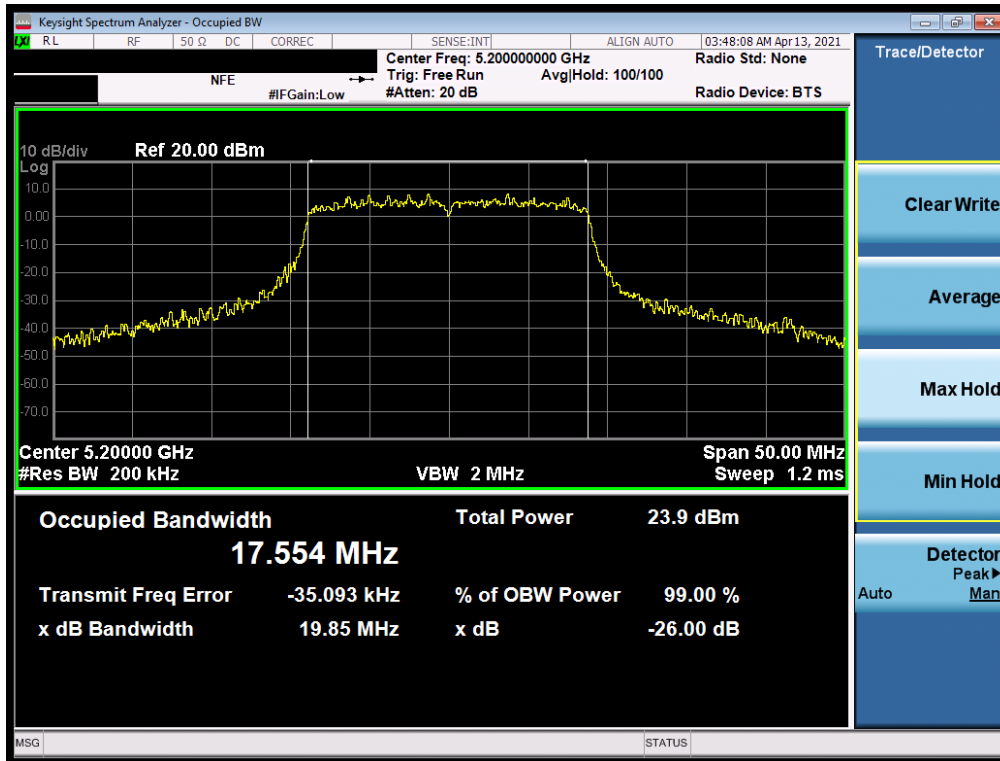 Keysight Spectrum Analyzer - Occupied BW
LXI RL RF 50 Ω DC CORREC SENSE:INT ALIGN AUTO 03:48:08 AM Apr 13, 2021
Center Freq: 5.200000000 GHz Radio Std: None
NFE Trig: Free Run Avg|Hold: 100/100
#IFGain:Low #Atten: 20 dB Radio Device: BTS
10 dB/div Ref 20.00 dBm
Log
10.0
0.00
-10.0
-20.0
-30.0
-40.0
-50.0
-60.0
-70.0
Center 5.20000 GHz Span 50.00 MHz
#Res BW 200 kHz VBW 2 MHz Sweep 1.2 ms
Occupied Bandwidth Total Power 23.9 dBm
17.554 MHz
Transmit Freq Error -35.093 kHz % of OBW Power 99.00 %
x dB Bandwidth 19.85 MHz x dB -26.00 dB
MSG STATUS
Trace/Detector
Clear Write
Average
Max Hold
Min Hold
Detector
Peak▶
Auto Man